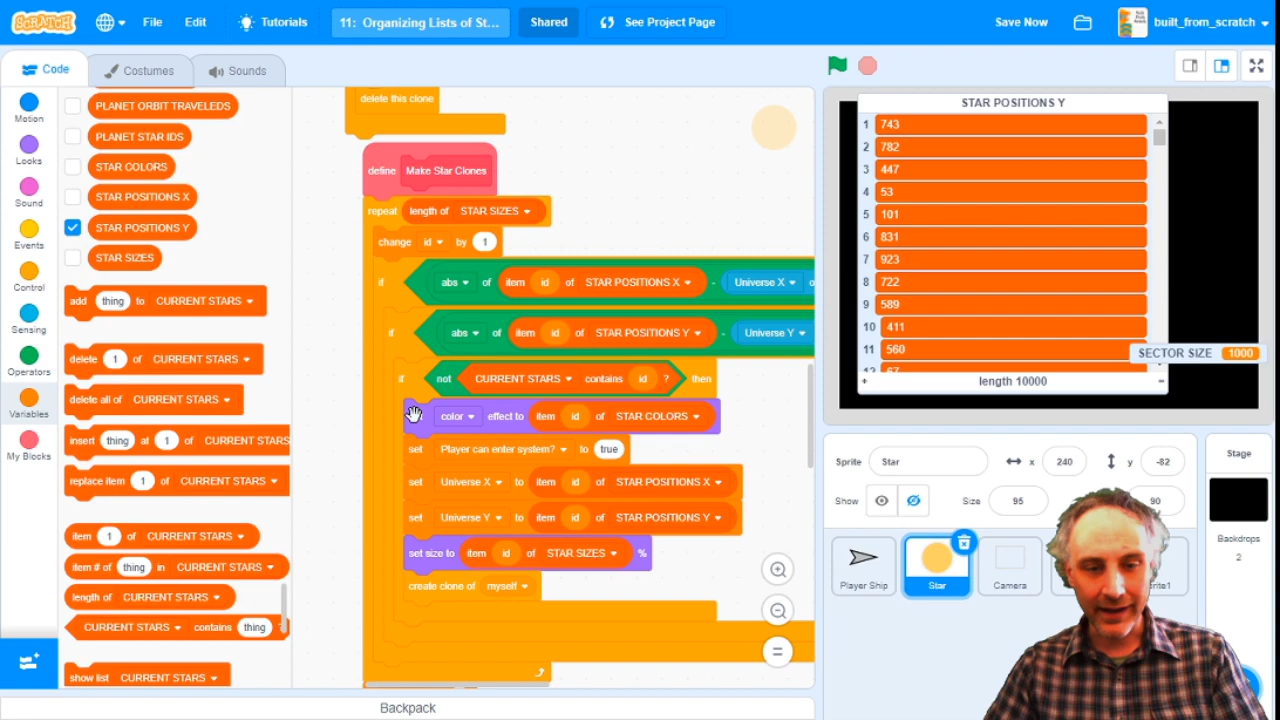 SCRATCH
File
Edit
Tutorials
11: Organizing Lists of St...
Shared
See Project Page
Save Now
built_from_scratch
Code
Costumes
Sounds
Motion
Looks
Sound
Events
Control
Sensing
Operators
Variables
My Blocks
PLANET ORBIT TRAVELEDS
PLANET STAR IDS
STAR COLORS
STAR POSITIONS X
STAR POSITIONS Y
STAR SIZES
add thing to CURRENT STARS
delete 1 of CURRENT STARS
delete all of CURRENT STARS
insert thing at 1 of CURRENT STARS
replace item 1 of CURRENT STARS
item 1 of CURRENT STARS
item # of thing in CURRENT STARS
length of CURRENT STARS
CURRENT STARS contains thing ?
show list CURRENT STARS
delete this clone
define Make Star Clones
repeat length of STAR SIZES
change id by 1
if abs of item id of STAR POSITIONS X - Universe X
if abs of item id of STAR POSITIONS Y - Universe Y
if not CURRENT STARS contains id ? then
color effect to item id of STAR COLORS
set Player can enter system? to true
set Universe X to item id of STAR POSITIONS X
set Universe Y to item id of STAR POSITIONS Y
set size to item id of STAR SIZES %
create clone of myself
STAR POSITIONS Y
1 743
2 782
3 447
4 53
5 101
6 831
7 923
8 722
9 589
10 411
11 560
12 67
+ length 10000 =
SECTOR SIZE 1000
Sprite Star x 240 y -82
Show Size 95 90
Player Ship
Star
Camera
Stage
Backdrops
2
Backpack